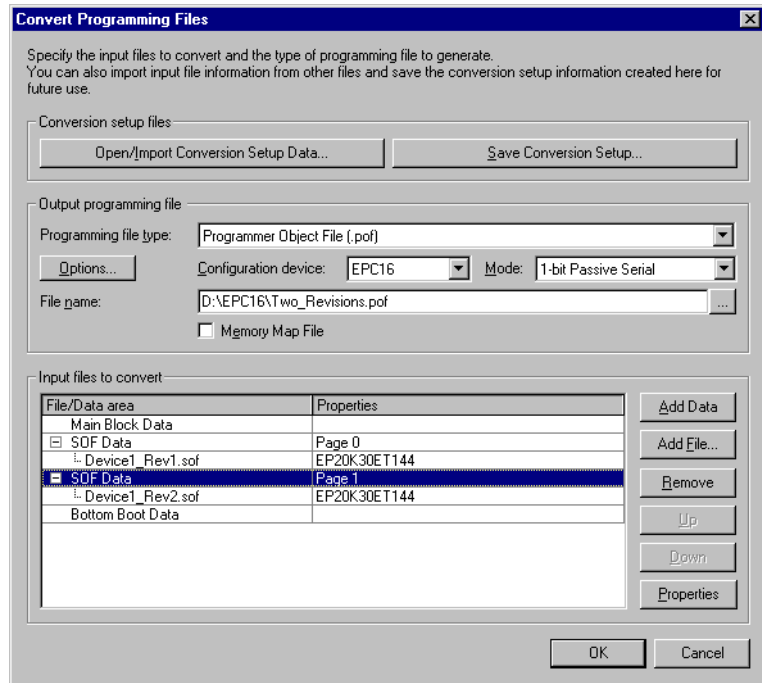 Convert Programming Files
Specify the input files to convert and the type of programming file to generate.
You can also import input file information from other files and save the conversion setup information created here for
future use.
Conversion setup files
Open/Import Conversion Setup Data... Save Conversion Setup...
Output programming file
Programming file type: Programmer Object File (.pof)
Options... Configuration device: EPC16 Mode: 1-bit Passive Serial
File name: D:\EPC16\Two_Revisions.pof ...
Memory Map File
Input files to convert
File/Data area Properties Add Data
Main Block Data
SOF Data Page 0 Add File...
Device1_Rev1.sof EP20K30ET144
SOF Data Page 1 Remove
Device1_Rev2.sof EP20K30ET144
Bottom Boot Data Up
Down
Properties
OK Cancel